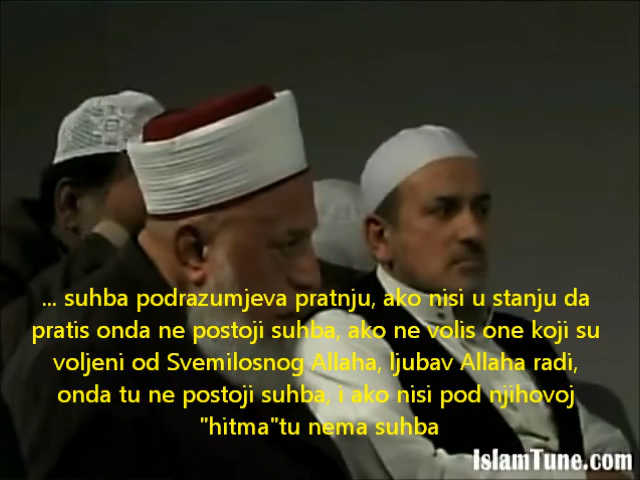 ... suhba podrazumjeva pratnju, ako nisi u stanju da
pratis onda ne postoji suhba, ako ne volis one koji su
voljeni od Svemilosnog Allaha, ljubav Allaha radi,
onda tu ne postoji suhba, i ako nisi pod njihovoj
"hitma"tu nema suhba
IslamTune.com